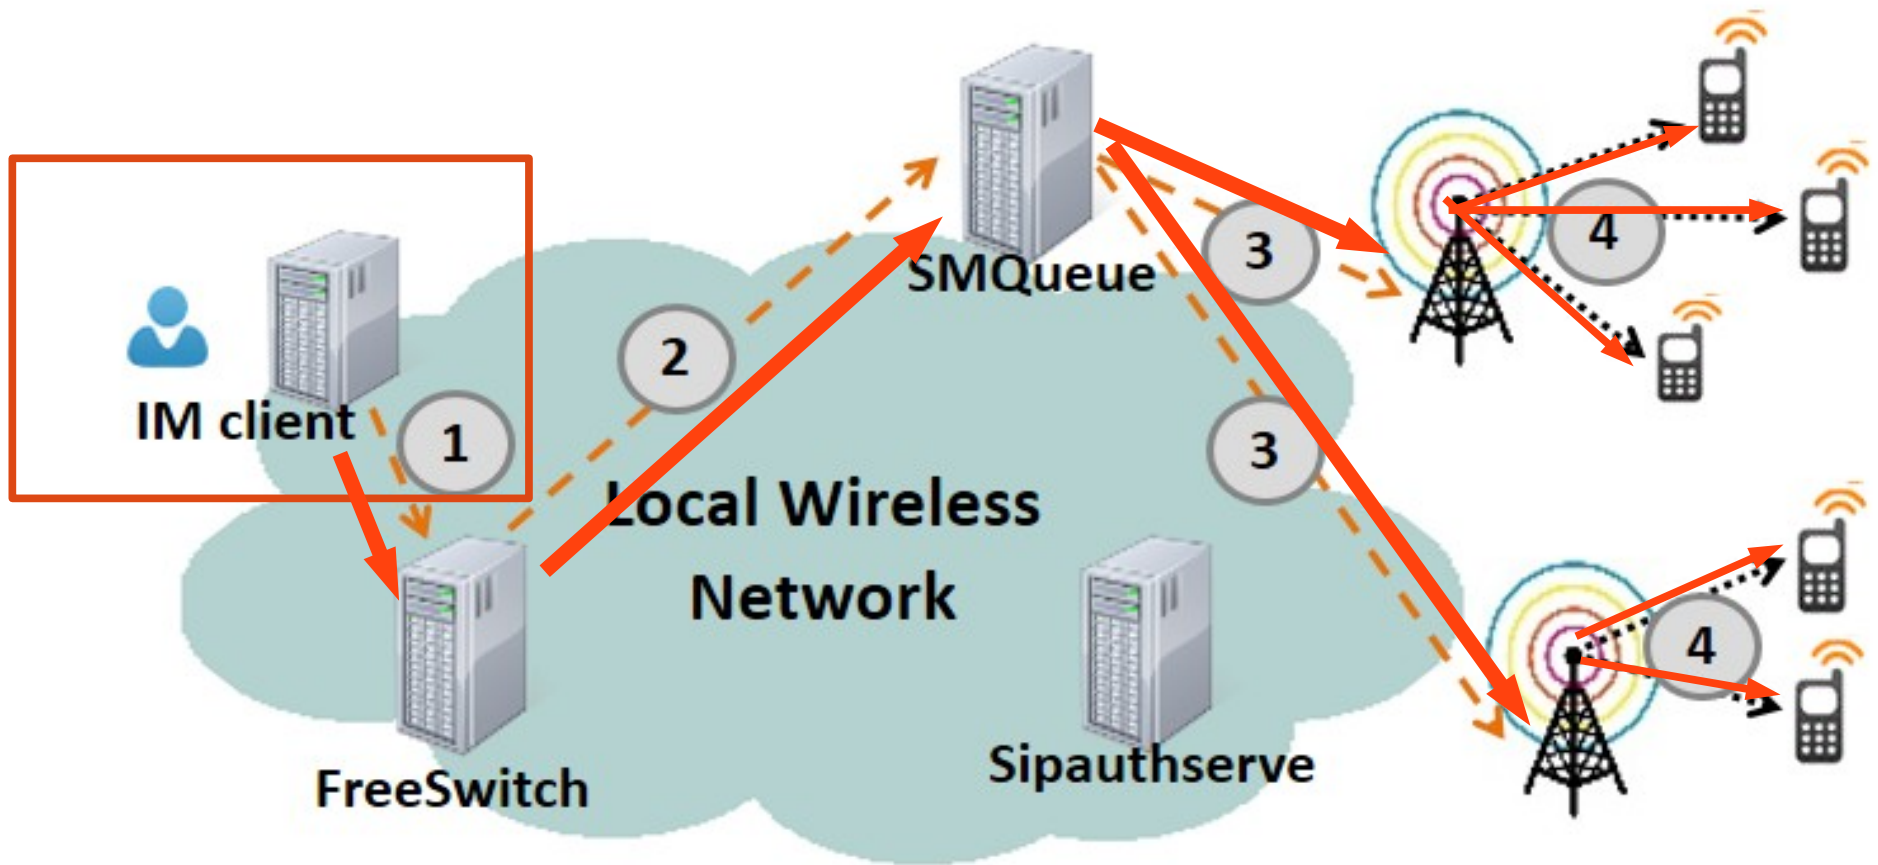 SMQueue
3
4
2
IM client
1
3
Local Wireless
Network
4
Sipauthserve
FreeSwitch